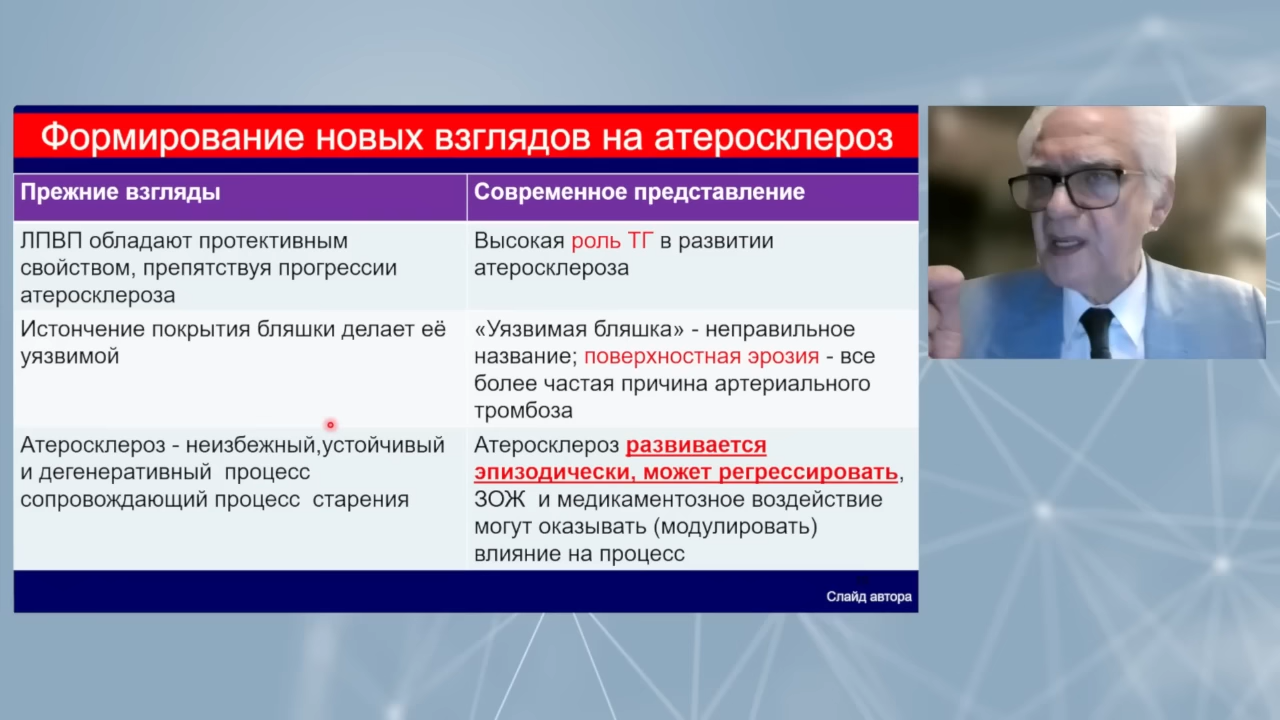 Формирование новых взглядов на атеросклероз
Прежние взгляды
Современное представление
ЛПВП обладают протективным
свойством, препятствуя прогрессии
атеросклероза
Высокая роль ТГ в развитии
атеросклероза
Истончение покрытия бляшки делает её
уязвимой
«Уязвимая бляшка» - неправильное
название; поверхностная эрозия - все
более частая причина артериального
тромбоза
Атеросклероз - неизбежный,устойчивый
и дегенеративный процесс
сопровождающий процесс старения
Атеросклероз развивается
эпизодически, может регрессировать,
ЗОЖ и медикаментозное воздействие
могут оказывать (модулировать)
влияние на процесс
Слайд автора